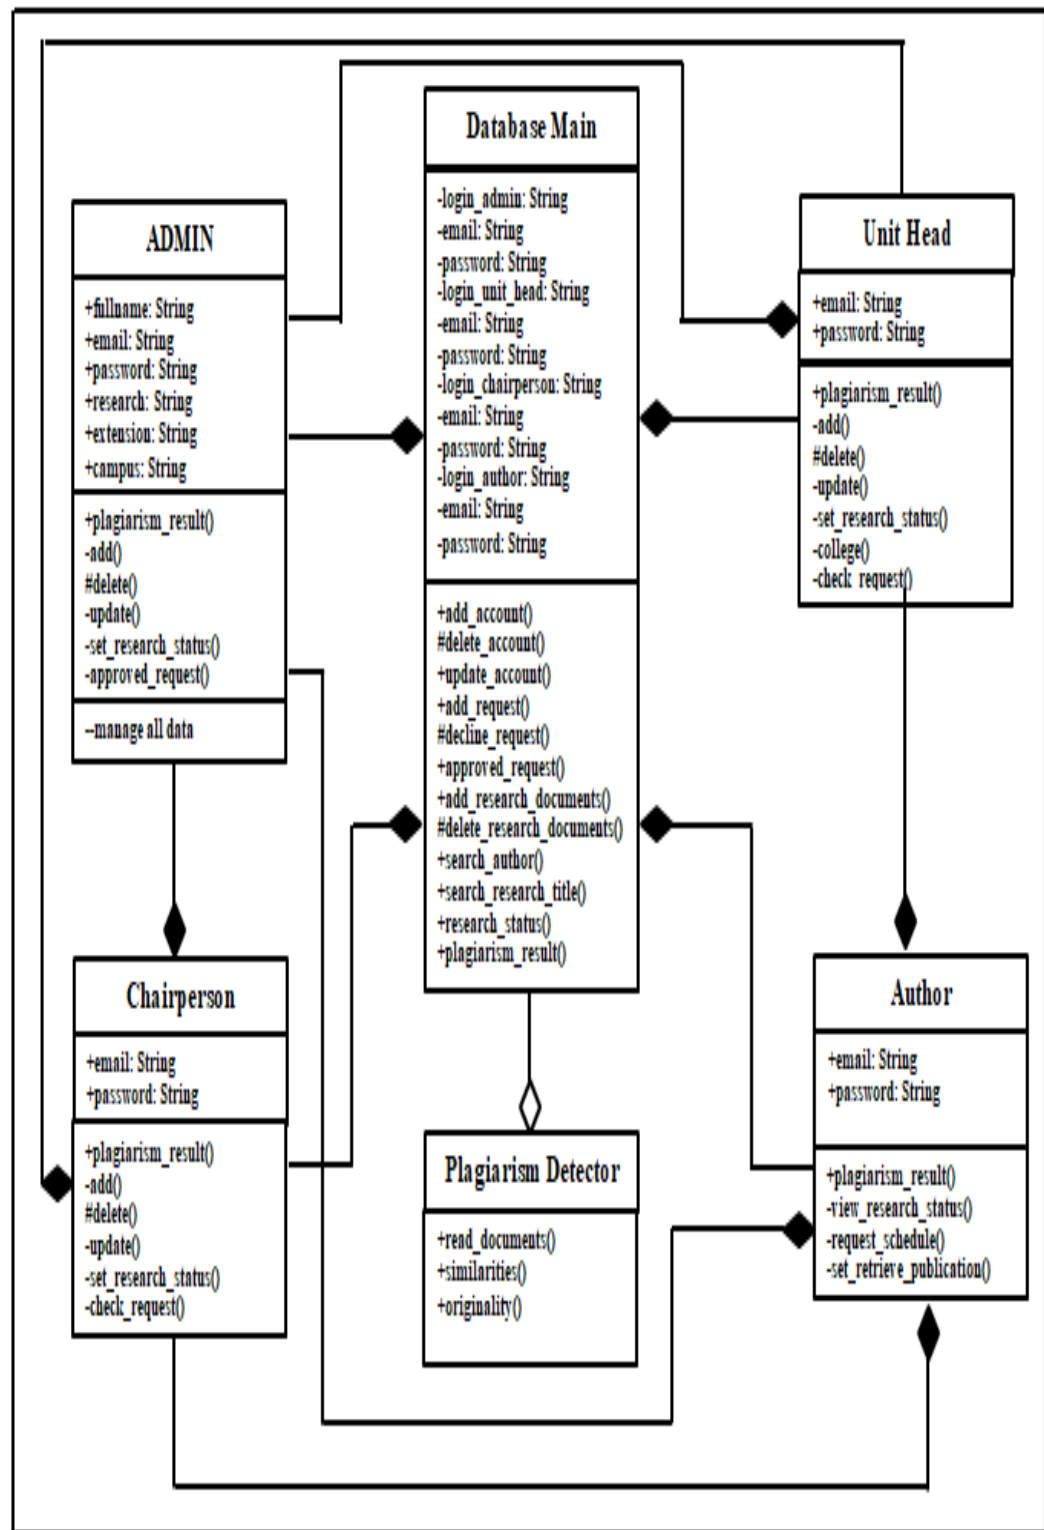 Database Main
-login_admin: String
-email: String
-password: String
-login_unit_head: String
-email: String
-password: String
-login_chairperson: String
-email: String
-password: String
-login_author: String
-email: String
-password: String
+add_account()
#delete_account()
+update_account()
+add_request()
#decline_request()
+approved_request()
+add_research_documents()
#delete_research_documents()
+search_author()
+search_research_title()
+research_status()
+plagiarism_result()
ADMIN
+fullname: String
+email: String
+password: String
+research: String
+extension: String
+campus: String
+plagiarism_result()
-add()
#delete()
-update()
-set_research_status()
-approved_request()
--manage all data
Unit Head
+email: String
+password: String
+plagiarism_result()
-add()
#delete()
-update()
-set_research_status()
-college()
-check_request()
Chairperson
+email: String
+password: String
+plagiarism_result()
-add()
#delete()
-update()
-set_research_status()
-check_request()
Plagiarism Detector
+read_documents()
+similarities()
+originality()
Author
+email: String
+password: String
+plagiarism_result()
-view_research_status()
-request_schedule()
-set_retrieve_publication()